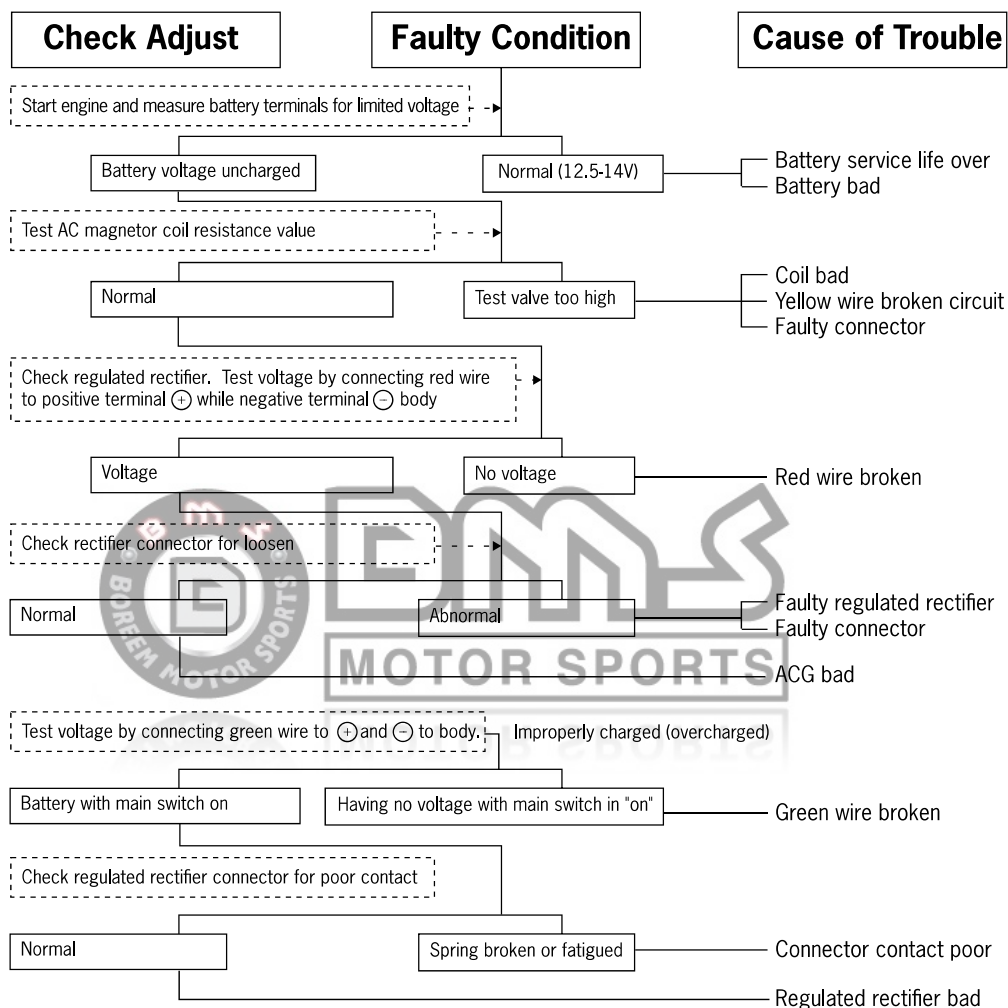 Check Adjust
Faulty Condition
Cause of Trouble
Start engine and measure battery terminals for limited voltage
Battery voltage uncharged
Normal (12.5-14V)
Battery service life over
Battery bad
Test AC magnetor coil resistance value
Normal
Test valve too high
Coil bad
Yellow wire broken circuit
Faulty connector
Check regulated rectifier. Test voltage by connecting red wire
to positive terminal + while negative terminal - body
Voltage
No voltage
Red wire broken
Check rectifier connector for loosen
Normal
Abnormal
Faulty regulated rectifier
Faulty connector
ACG bad
BMS
BOREEM MOTOR SPORTS
BMS
MOTOR SPORTS
Test voltage by connecting green wire to + and - to body.
Improperly charged (overcharged)
Battery with main switch on
Having no voltage with main switch in "on"
Green wire broken
Check regulated rectifier connector for poor contact
Normal
Spring broken or fatigued
Connector contact poor
Regulated rectifier bad